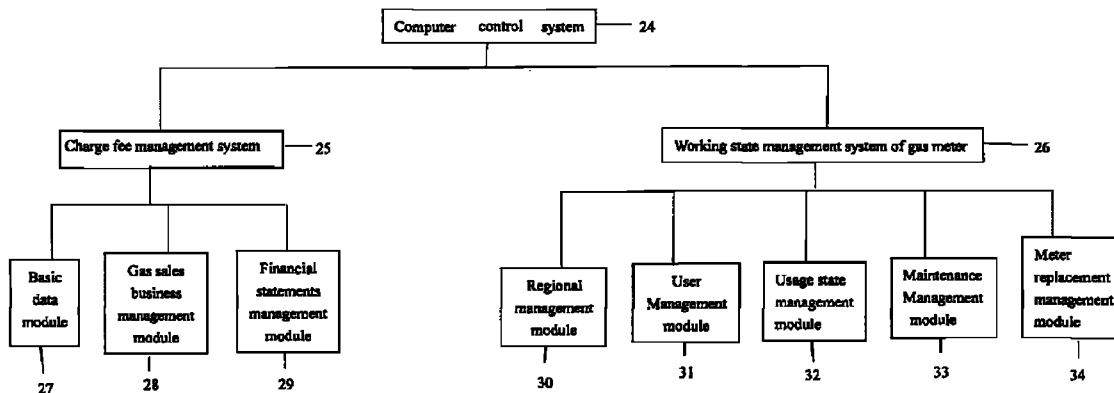 Computer control system
24
Charge fee management system
25
Working state management system of gas meter
26
Basic
data
module
Gas sales
business
management
module
Financial
statements
management
module
Regional
management
module
User
Management
module
Usage state
management
module
Maintenance
Management
module
Meter
replacement
management
module
27
28
29
30
31
32
33
34